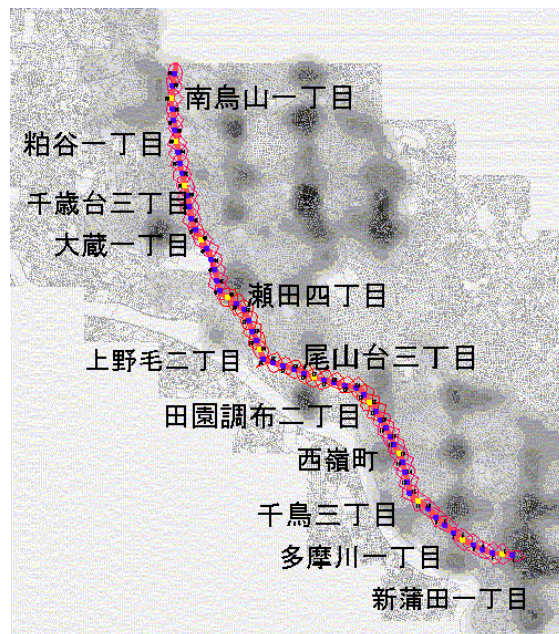 南烏山一丁目
粕谷一丁目
千歳台三丁目
大蔵一丁目
瀬田四丁目
上野毛二丁目
尾山台三丁目
田園調布二丁目
西嶺町
千鳥三丁目
多摩川一丁目
新蒲田一丁目